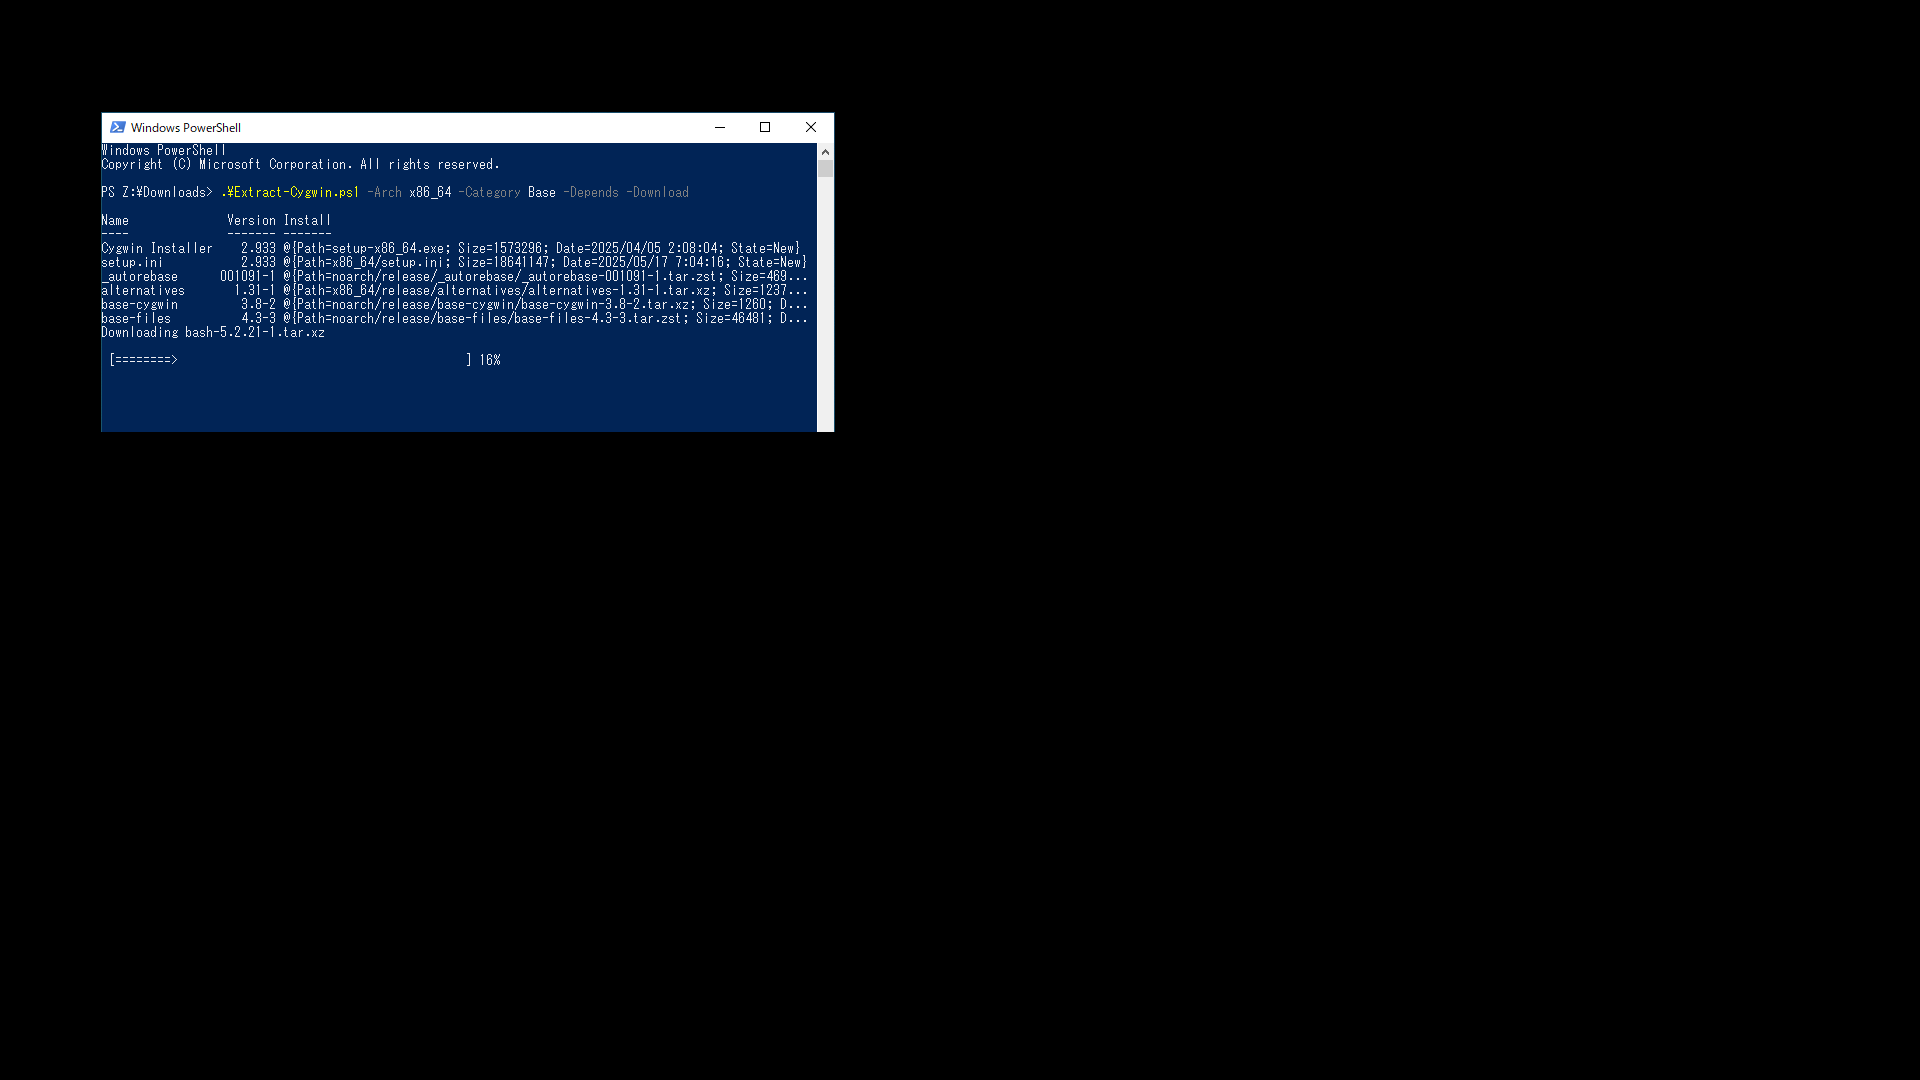 Windows PowerShell
Windows PowerShell
Copyright (C) Microsoft Corporation. All rights reserved.
PS Z:¥Downloads> .¥Extract-Cygwin.ps1 -Arch x86_64 -Category Base -Depends -Download
Name Version Install
---- ------- -------
Cygwin Installer 2.933 @{Path=setup-x86_64.exe; Size=1573296; Date=2025/04/05 2:08:04; State=New}
setup.ini 2.933 @{Path=x86_64/setup.ini; Size=18641147; Date=2025/05/17 7:04:16; State=New}
_autorebase 001091-1 @{Path=noarch/release/_autorebase/_autorebase-001091-1.tar.zst; Size=469...
alternatives 1.31-1 @{Path=x86_64/release/alternatives/alternatives-1.31-1.tar.xz; Size=1237...
base-cygwin 3.8-2 @{Path=noarch/release/base-cygwin/base-cygwin-3.8-2.tar.xz; Size=1260; D...
base-files 4.3-3 @{Path=noarch/release/base-files/base-files-4.3-3.tar.zst; Size=46481; D...
Downloading bash-5.2.21-1.tar.xz
[========> ] 16%